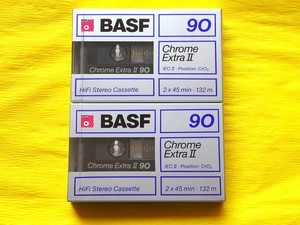 BASF
90
Chrome
Extra II
IEC II · Position CrO₂
Chrome Extra II 90
HiFi Stereo Cassette
2 x 45 min · 132 m
BASF
90
Chrome
Extra II
IEC II · Position CrO₂
Chrome Extra II 90
HiFi Stereo Cassette
2 x 45 min · 132 m